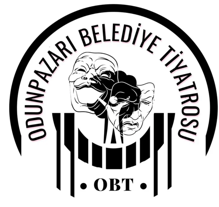 ODUNPAZARI BELEDİYE TİYATROSU
• OBT •